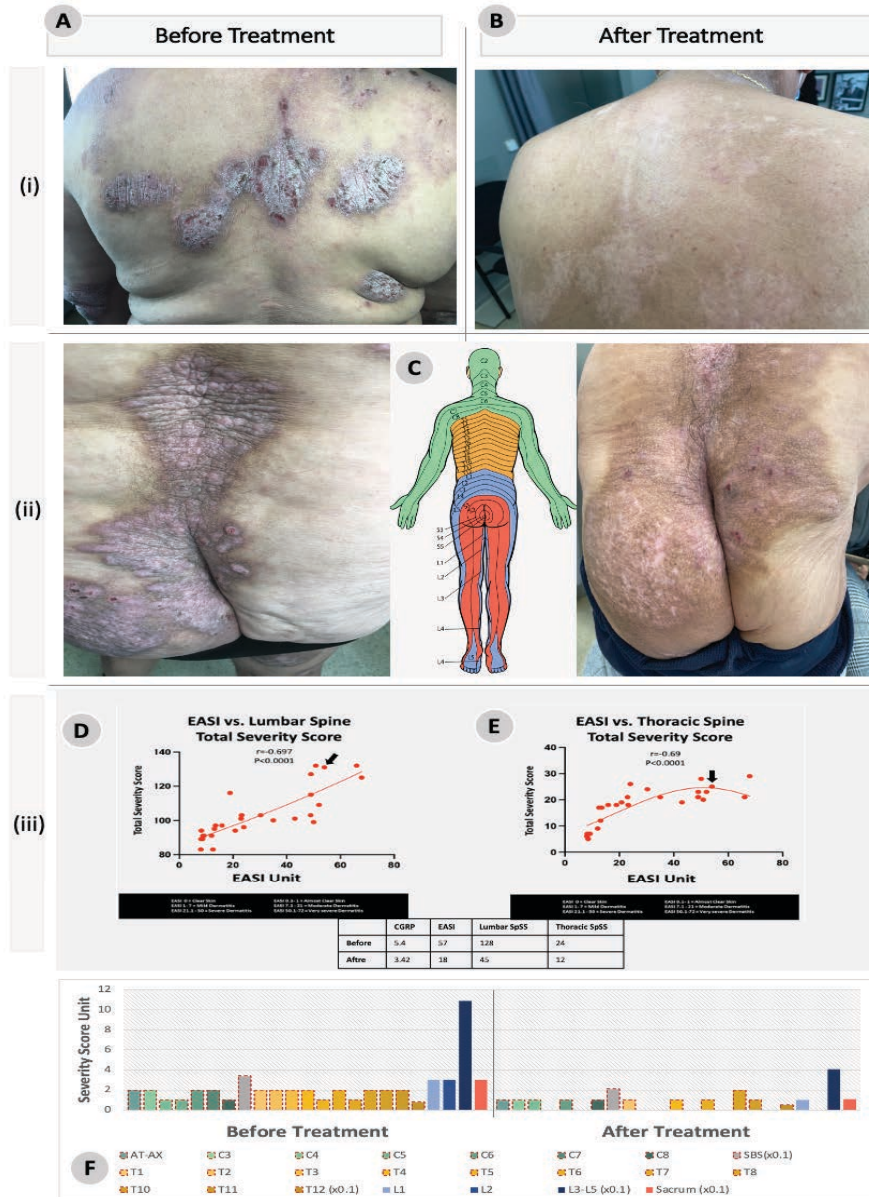 A
Before Treatment
B
After Treatment
(i)
(ii)
C
C2
C3
C4
C5
C6
S3
S4
S5
L1
L2
L3
L4
(iii)
D
EASI vs. Lumbar Spine
Total Severity Score
r=-0.697
P<0.0001
Total Severity Score
140
120
100
80
0 20 40 60 80
EASI Unit
E
EASI vs. Thoracic Spine
Total Severity Score
r=-0.69
P<0.0001
Total Severity Score
40
30
20
10
0
0 20 40 60 80
EASI Unit
CGRP EASI Lumbar SpSS Thoracic SpSS
Before 5.4 57 128 24
Aftre 3.42 18 45 12
Severity Score Unit
12
10
8
6
4
2
0
Before Treatment After Treatment
F
AT-AX C3 C4 C5 C6 C7 C8 SBS(x0.1)
T1 T2 T3 T4 T5 T6 T7 T8
T10 T11 T12 (x0.1) L1 L2 L3-L5 (x0.1) Sacrum (x0.1)